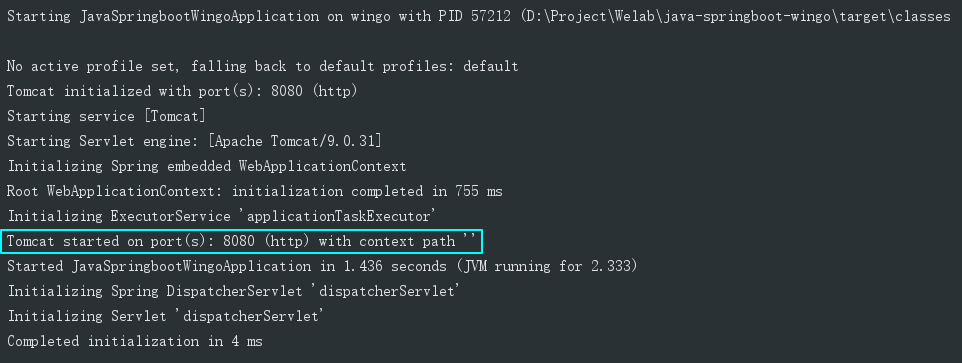 Starting JavaSpringbootWingoApplication on wingo with PID 57212 (D:\Project\Welab\java-springboot-wingo\target\classes
No active profile set, falling back to default profiles: default
Tomcat initialized with port(s): 8080 (http)
Starting service [Tomcat]
Starting Servlet engine: [Apache Tomcat/9.0.31]
Initializing Spring embedded WebApplicationContext
Root WebApplicationContext: initialization completed in 755 ms
Initializing ExecutorService 'applicationTaskExecutor'
Tomcat started on port(s): 8080 (http) with context path ''
Started JavaSpringbootWingoApplication in 1.436 seconds (JVM running for 2.333)
Initializing Spring DispatcherServlet 'dispatcherServlet'
Initializing Servlet 'dispatcherServlet'
Completed initialization in 4 ms